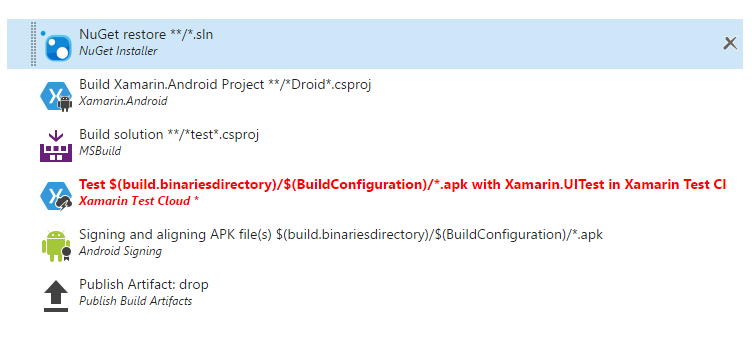 NuGet restore **/*.sln
NuGet Installer
Build Xamarin.Android Project **/*Droid*.csproj
Xamarin.Android
Build solution **/*test*.csproj
MSBuild
Test $(build.binariesdirectory)/$(BuildConfiguration)/*.apk with Xamarin.UITest in Xamarin Test Cl
Xamarin Test Cloud *
Signing and aligning APK file(s) $(build.binariesdirectory)/$(BuildConfiguration)/*.apk
Android Signing
Publish Artifact: drop
Publish Build Artifacts